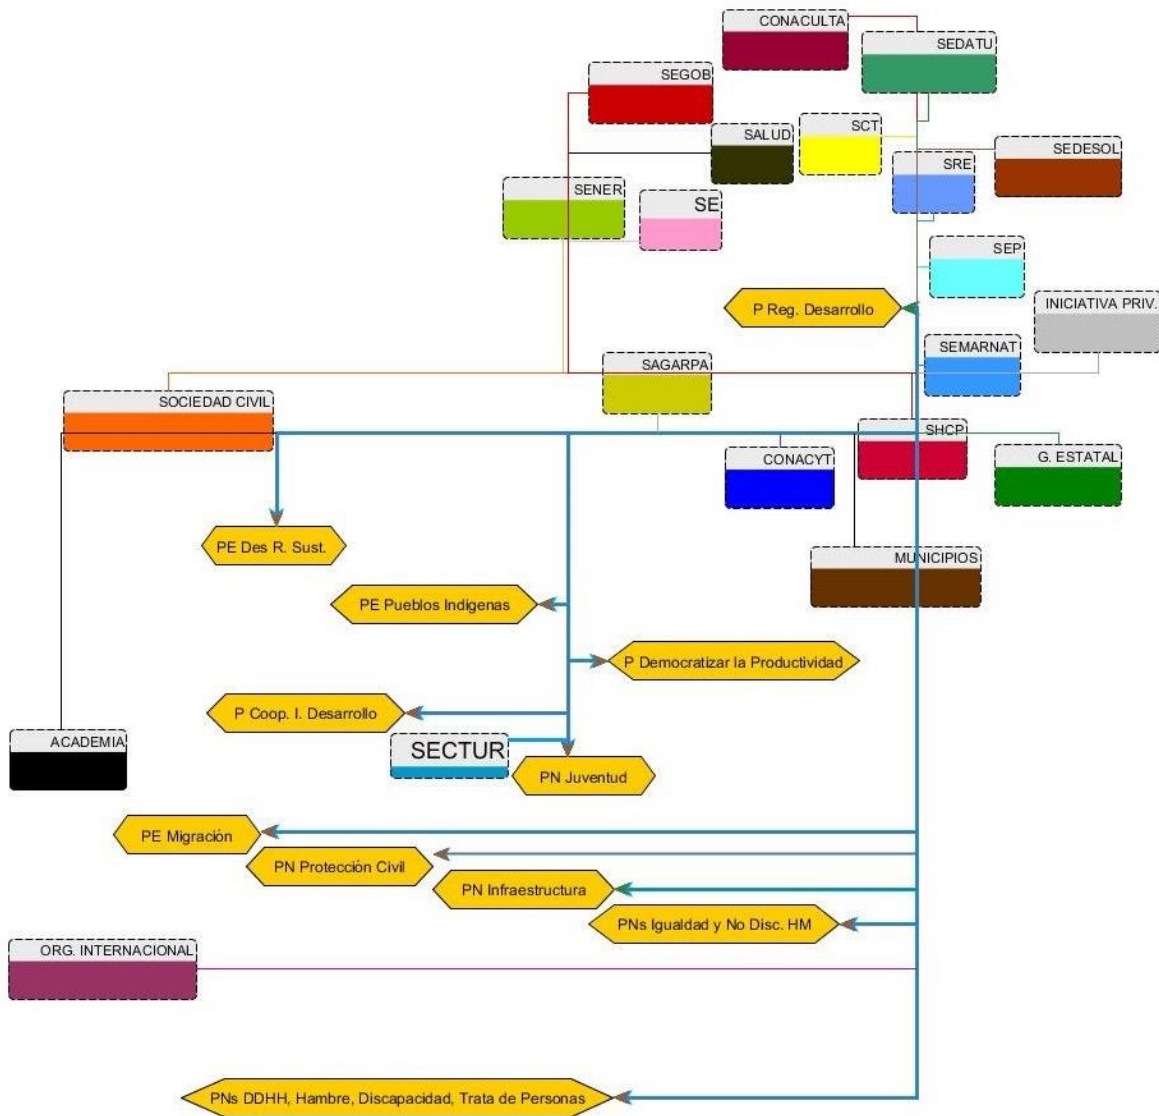 CONACULTA
SEDATU
SEGOB
SALUD
SCT
SEDESOL
SRE
SENER
SE
SEP
P Reg. Desarrollo
INICIATIVA PRIV.
SEMARNAT
SAGARPA
SOCIEDAD CIVIL
SHCP
CONACYT
G. ESTATAL
PE Des R. Sust.
MUNICIPIOS
PE Pueblos Indigenas
P Democratizar la Productividad
P Coop. I. Desarrollo
ACADEMIA
SECTUR
PN Juventud
PE Migración
PN Protección Civil
PN Infraestructura
PNs Igualdad y No Disc. HM
ORG. INTERNACIONAL
PNs DDHH, Hambre, Discapacidad, Trata de Personas